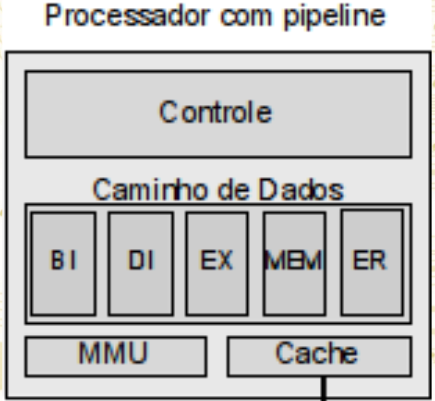 Processador com pipeline
Controle
Caminho de Dados
BI DI EX MEM ER
MMU Cache